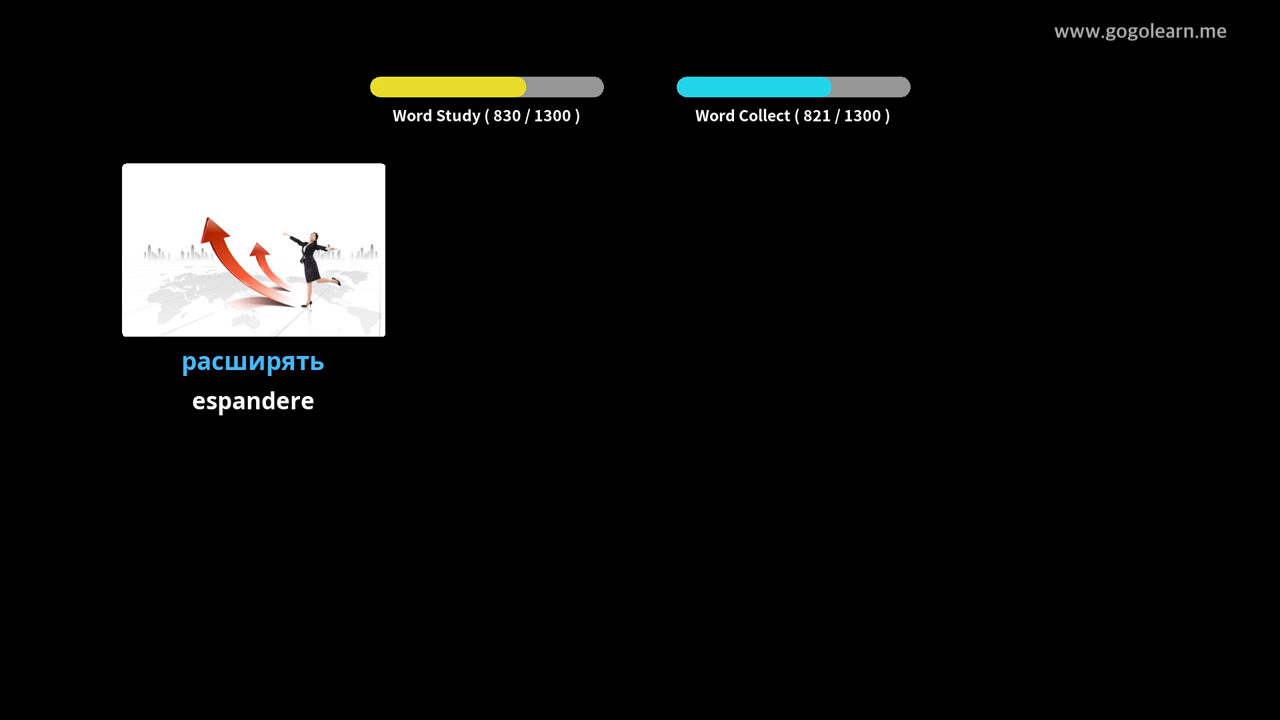 www.gogolearn.me
Word Study ( 830 / 1300 )
Word Collect ( 821 / 1300 )
расширять
espandere